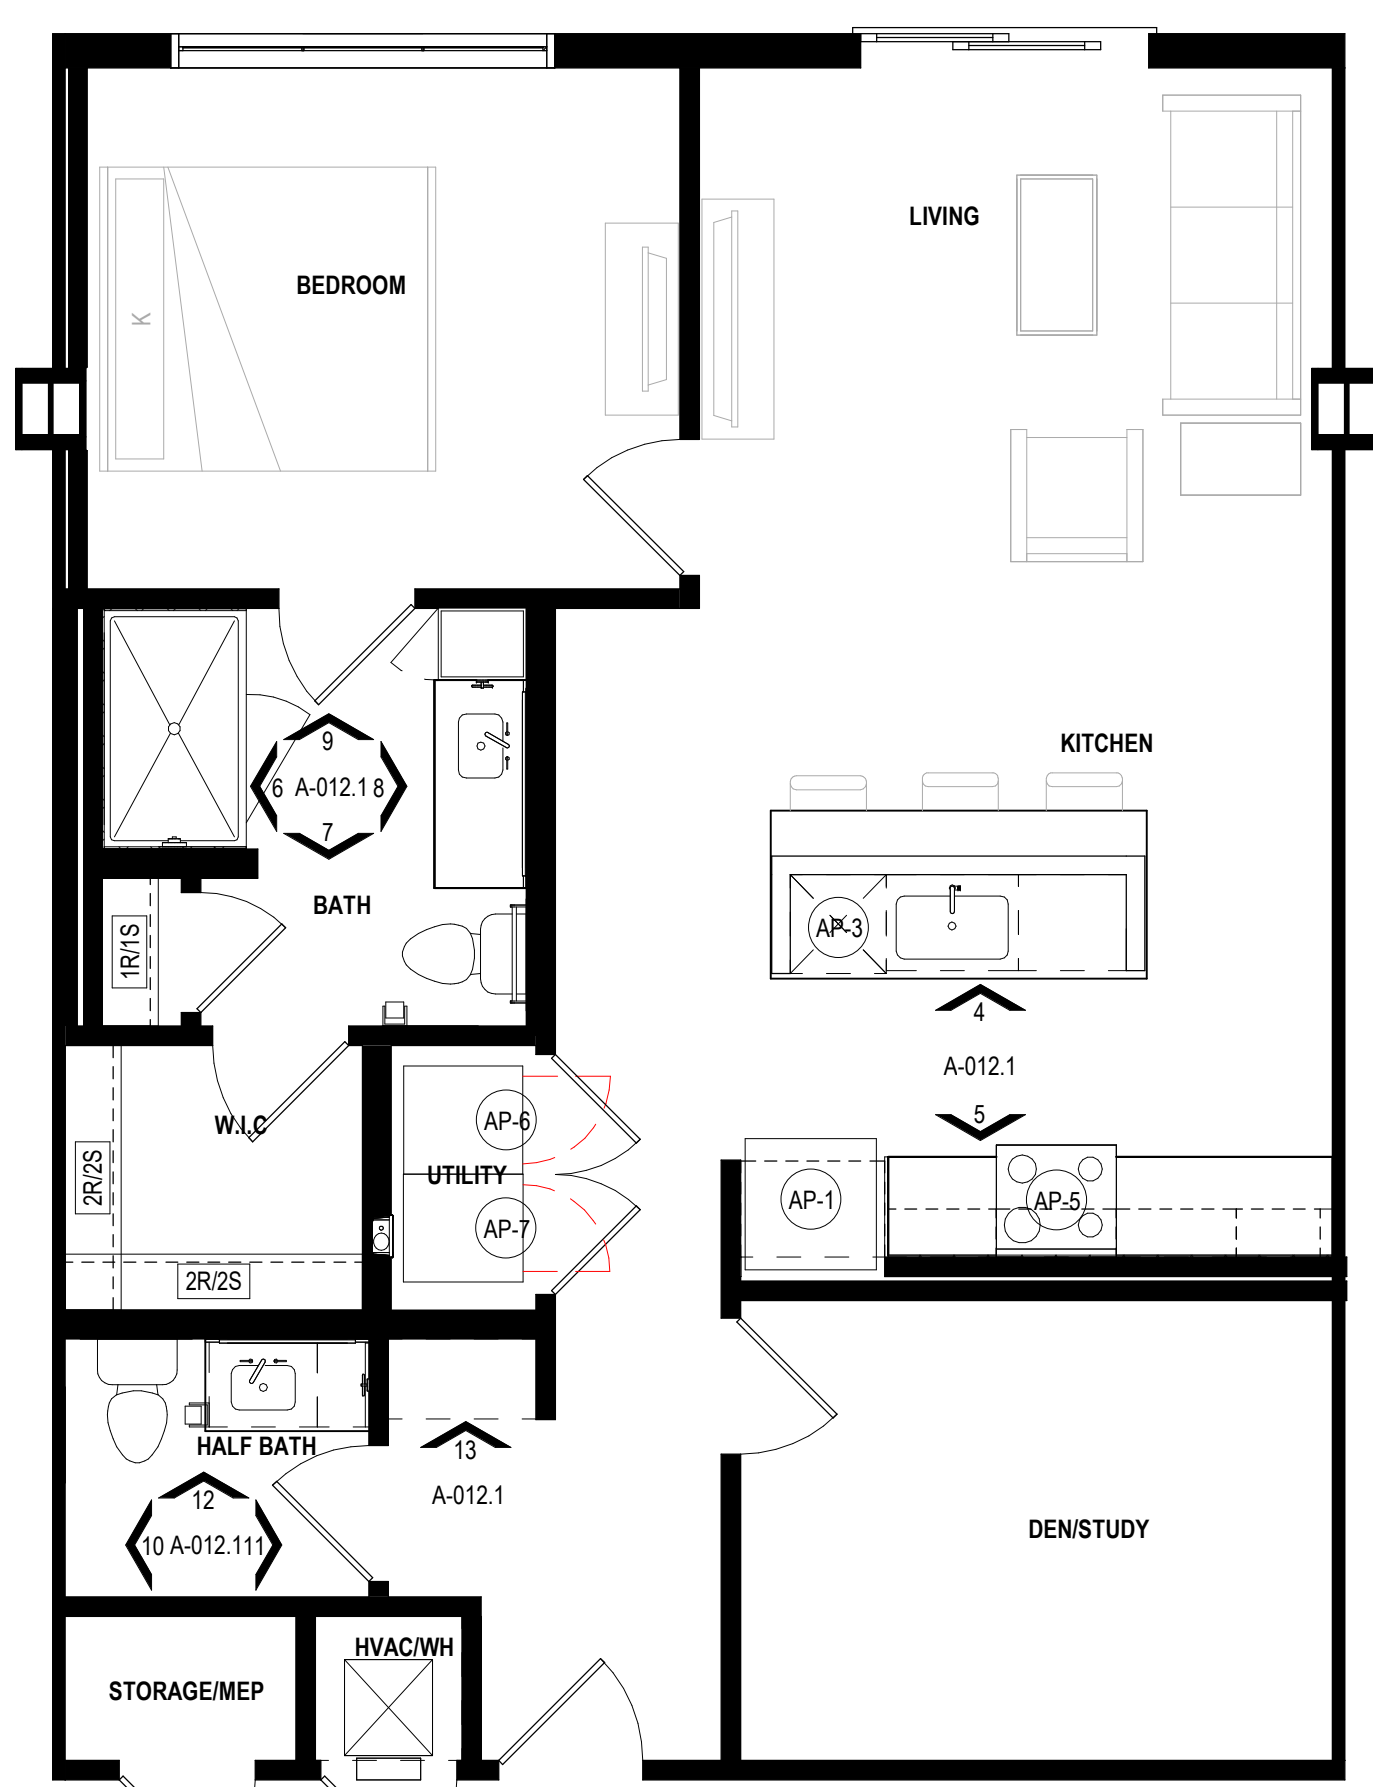 LIVING
BEDROOM
K
KITCHEN
9
6 A-012.1 8
7
BATH
1R/1S
AP-3
4
A-012.1
5
W.I.C
AP-6
UTILITY
2R/2S
AP-7
AP-1
AP-5
2R/2S
HALF BATH
13
A-012.1
12
10 A-012.1 11
DEN/STUDY
HVAC/WH
STORAGE/MEP